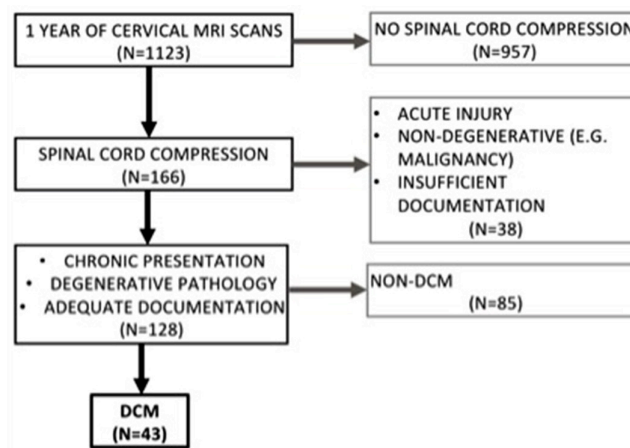 1 YEAR OF CERVICAL MRI SCANS
(N=1123)
NO SPINAL CORD COMPRESSION
(N=957)
SPINAL CORD COMPRESSION
(N=166)
• ACUTE INJURY
• NON-DEGENERATIVE (E.G.
MALIGNANCY)
• INSUFFICIENT
DOCUMENTATION
(N=38)
• CHRONIC PRESENTATION
• DEGENERATIVE PATHOLOGY
• ADEQUATE DOCUMENTATION
(N=128)
NON-DCM
(N=85)
DCM
(N=43)